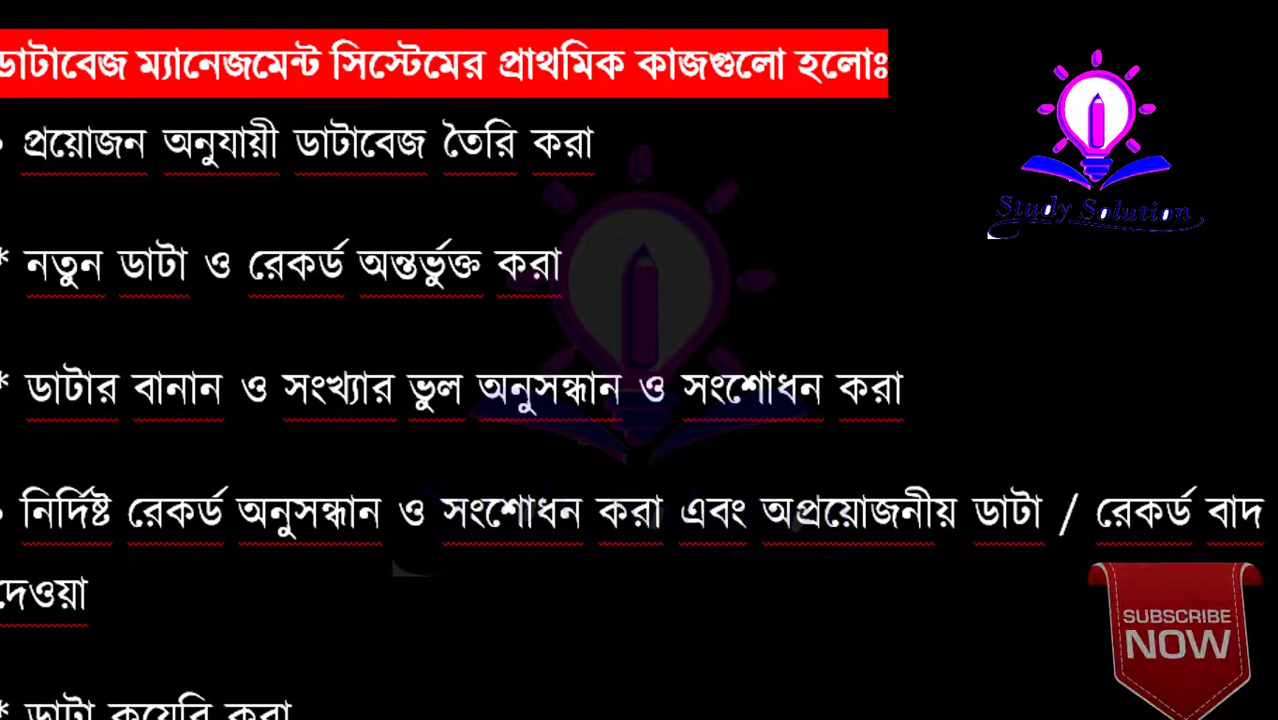 ডাটাবেজ ম্যানেজমেন্ট সিস্টেমের প্রাথমিক কাজগুলো হলোঃ
Study Solution
• প্রয়োজন অনুযায়ী ডাটাবেজ তৈরি করা
* নতুন ডাটা ও রেকর্ড অন্তর্ভুক্ত করা
* ডাটার বানান ও সংখ্যার ভুল অনুসন্ধান ও সংশোধন করা
• নির্দিষ্ট রেকর্ড অনুসন্ধান ও সংশোধন করা এবং অপ্রয়োজনীয় ডাটা / রেকর্ড বাদ
দেওয়া
SUBSCRIBE
NOW
* ডাটা কুয়েরি করা